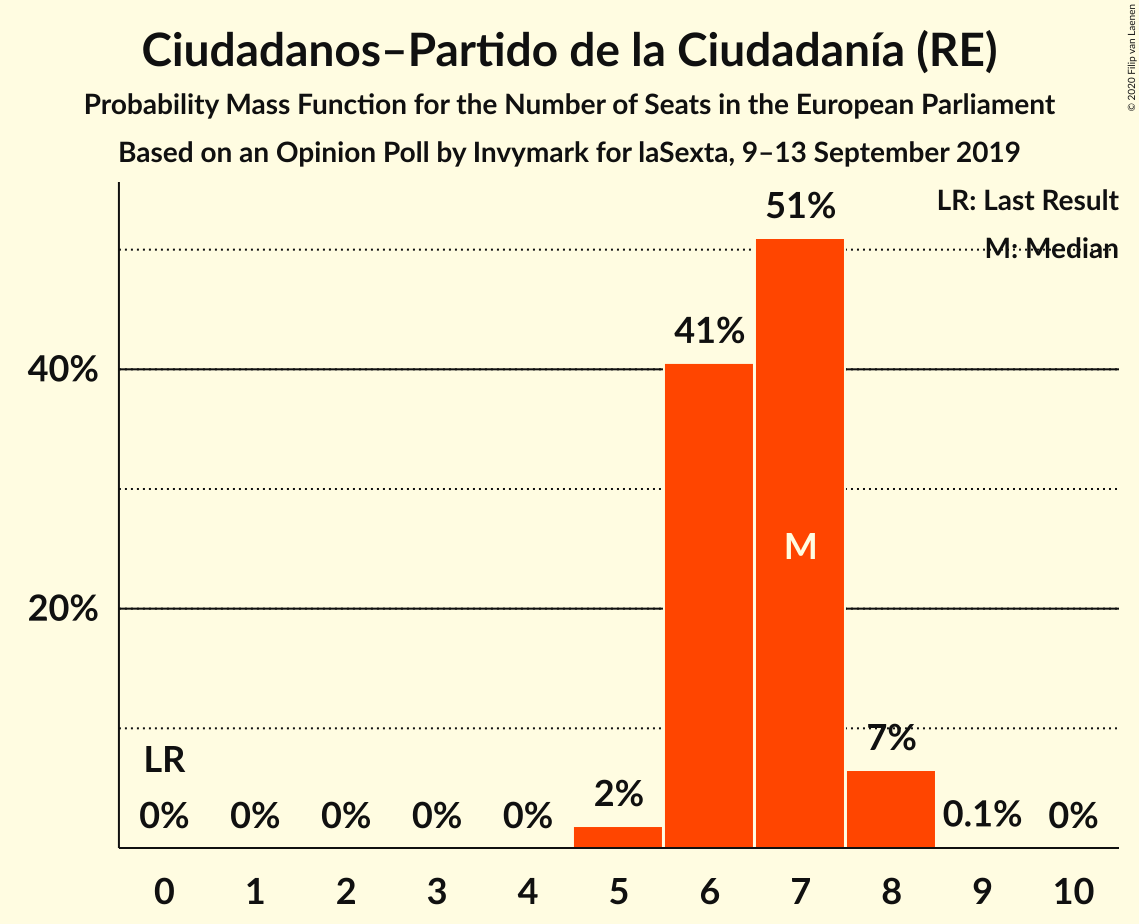 Ciudadanos–Partido de la Ciudadanía (RE)
Probability Mass Function for the Number of Seats in the European Parliament
Based on an Opinion Poll by Invymark for laSexta, 9–13 September 2019
© 2020 Filip van Laenen
LR: Last Result
M: Median
51%
41%
40%
M
20%
7%
LR
2%
0% 0% 0% 0% 0% 0.1% 0%
0 1 2 3 4 5 6 7 8 9 10